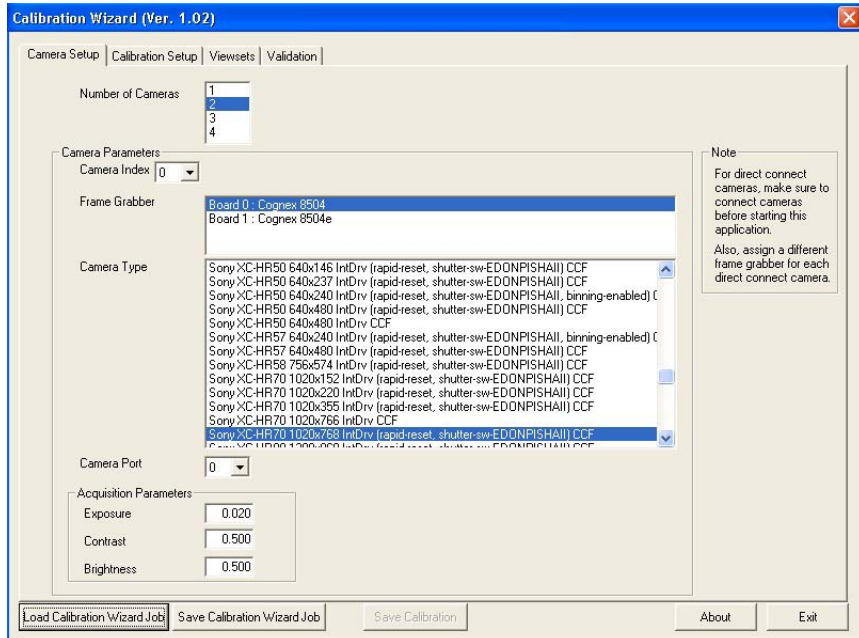 Calibration Wizard (Ver. 1.02)
Camera Setup Calibration Setup Viewsets Validation
Number of Cameras
1
2
3
4
Camera Parameters
Camera Index 0
Frame Grabber
Board 0 : Cognex 8504
Board 1 : Cognex 8504e
Camera Type
Sony XC-HR50 640x146 IntDrv (rapid-reset, shutter-sw-EDONPISHAII) CCF
Sony XC-HR50 640x237 IntDrv (rapid-reset, shutter-sw-EDONPISHAII) CCF
Sony XC-HR50 640x240 IntDrv (rapid-reset, shutter-sw-EDONPISHAII, binning-enabled) C
Sony XC-HR50 640x480 IntDrv (rapid-reset, shutter-sw-EDONPISHAII) CCF
Sony XC-HR50 640x480 IntDrv CCF
Sony XC-HR57 640x240 IntDrv (rapid-reset, shutter-sw-EDONPISHAII, binning-enabled) C
Sony XC-HR57 640x480 IntDrv (rapid-reset, shutter-sw-EDONPISHAII) CCF
Sony XC-HR58 756x574 IntDrv (rapid-reset, shutter-sw-EDONPISHAII) CCF
Sony XC-HR70 1020x152 IntDrv (rapid-reset, shutter-sw-EDONPISHAII) CCF
Sony XC-HR70 1020x220 IntDrv (rapid-reset, shutter-sw-EDONPISHAII) CCF
Sony XC-HR70 1020x355 IntDrv (rapid-reset, shutter-sw-EDONPISHAII) CCF
Sony XC-HR70 1020x766 IntDrv CCF
Sony XC-HR70 1020x768 IntDrv (rapid-reset, shutter-sw-EDONPISHAII) CCF
Camera Port 0
Acquisition Parameters
Exposure 0.020
Contrast 0.500
Brightness 0.500
Note
For direct connect
cameras, make sure to
connect cameras
before starting this
application.
Also, assign a different
frame grabber for each
direct connect camera.
Load Calibration Wizard Job Save Calibration Wizard Job Save Calibration About Exit